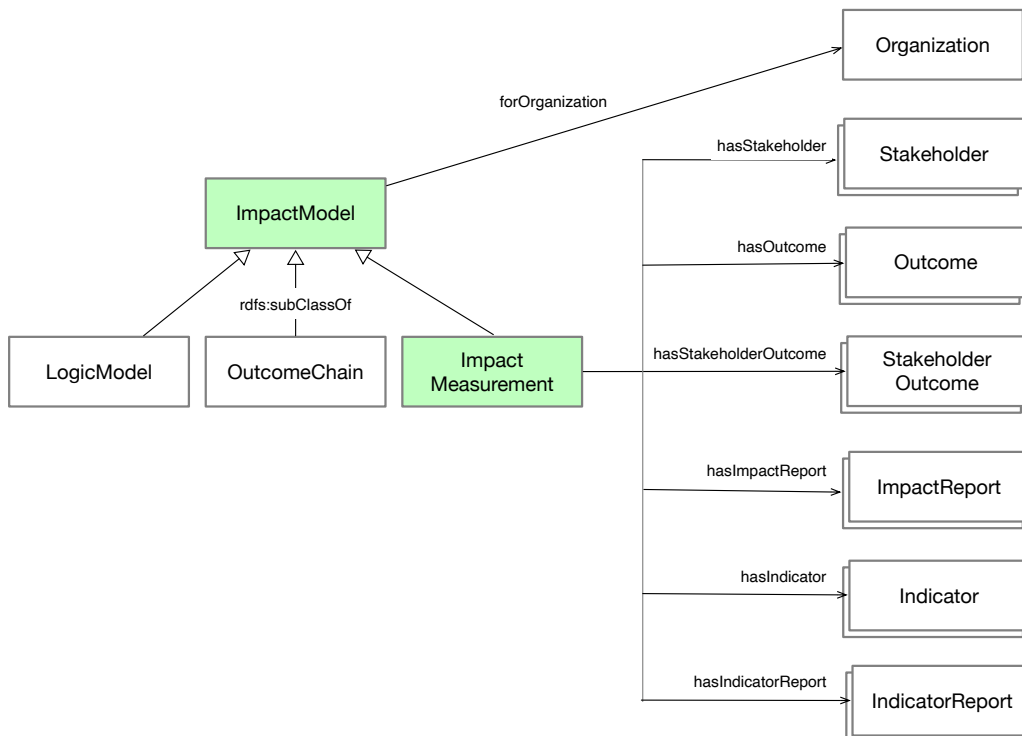 Organization
forOrganization
hasStakeholder
Stakeholder
ImpactModel
hasOutcome
Outcome
rdfs:subClassOf
LogicModel
OutcomeChain
Impact
Measurement
hasStakeholderOutcome
Stakeholder
Outcome
hasImpactReport
ImpactReport
hasIndicator
Indicator
hasIndicatorReport
IndicatorReport